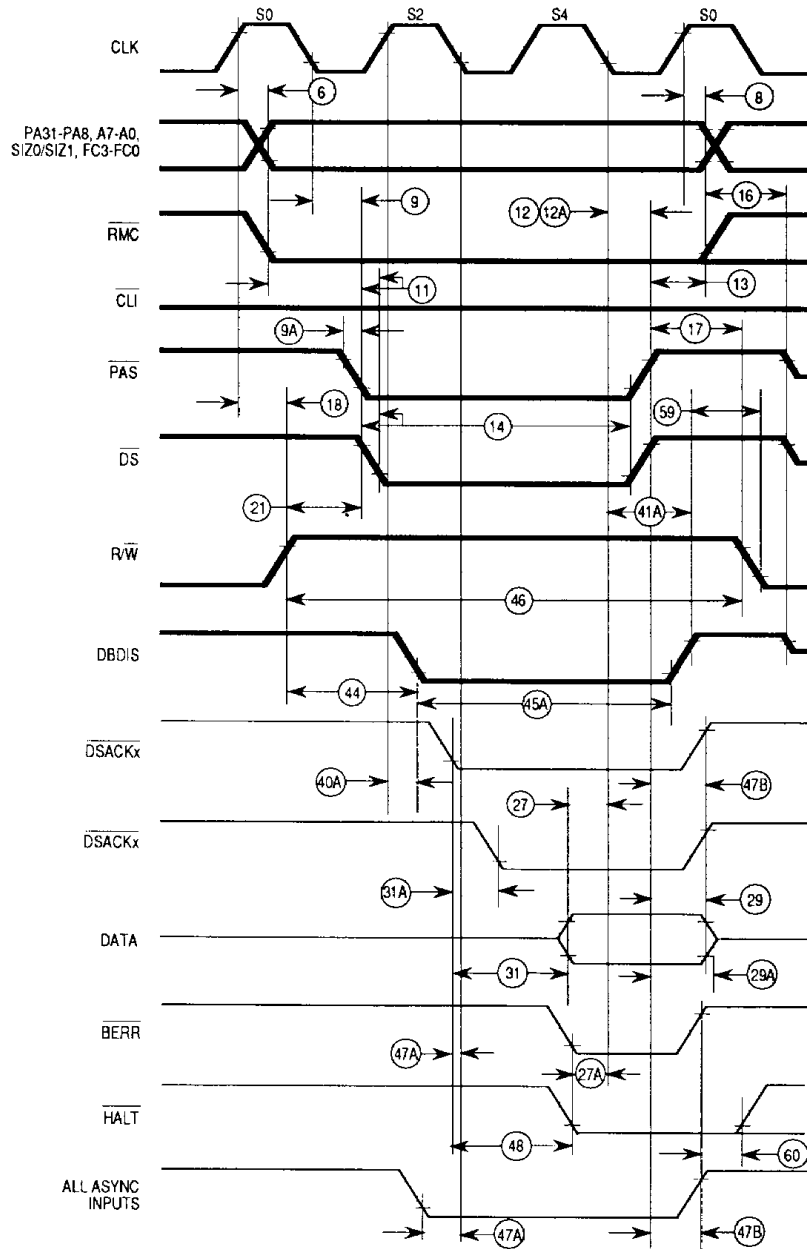 S0 S2 S4 S0
CLK
6 8
PA31-PA8, A7-A0,
SIZ0/SIZ1, FC3-FC0
16
9 12 12A
RMC
11 13
CLI
9A 17
PAS
18 59
14
DS
21 41A
R/W
46
DBDIS
44 45A
DSACKx
40A 27 47B
DSACKx
31A 29
DATA
31 29A
BERR
47A 27A
HALT
48 60
ALL ASYNC
INPUTS
47A 47B